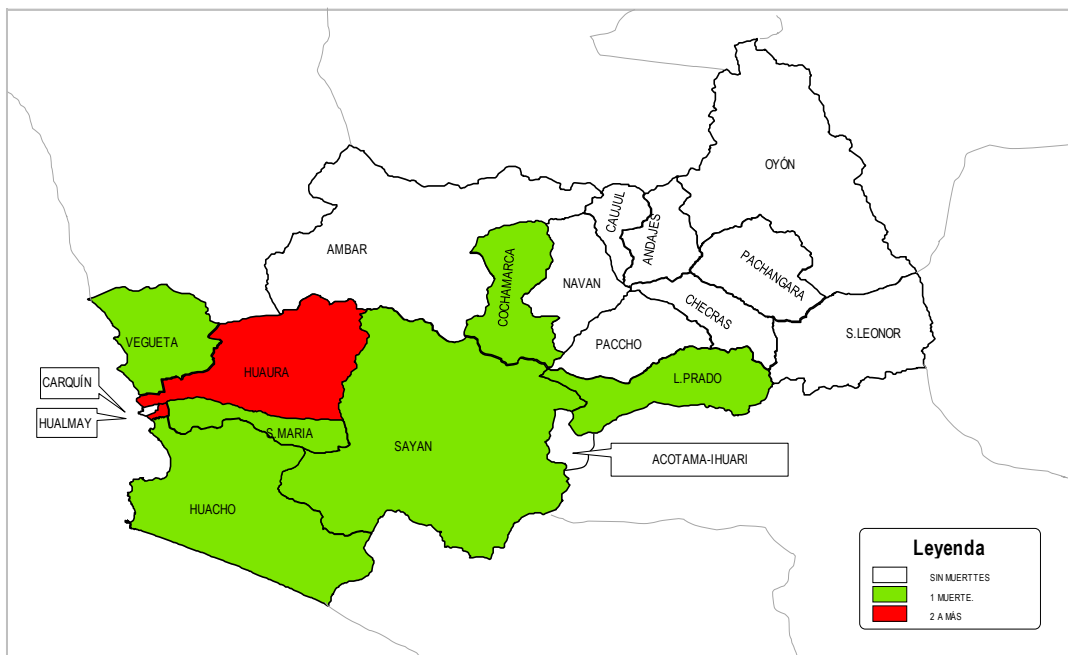 OYÓN
CAUJUL
ANDAJES
AMBAR
PACHANGARA
COCHAMARCA
NAVAN
CHECRAS
VEGUETA
S.LEONOR
PACCHO
HUAURA
CARQUÍN
L.PRADO
HUALMAY
S.MARIA
SAYAN
ACOTAMA-IHUARI
HUACHO
Leyenda
SIN MUERTTES
1 MUERTE.
2 A MÁS